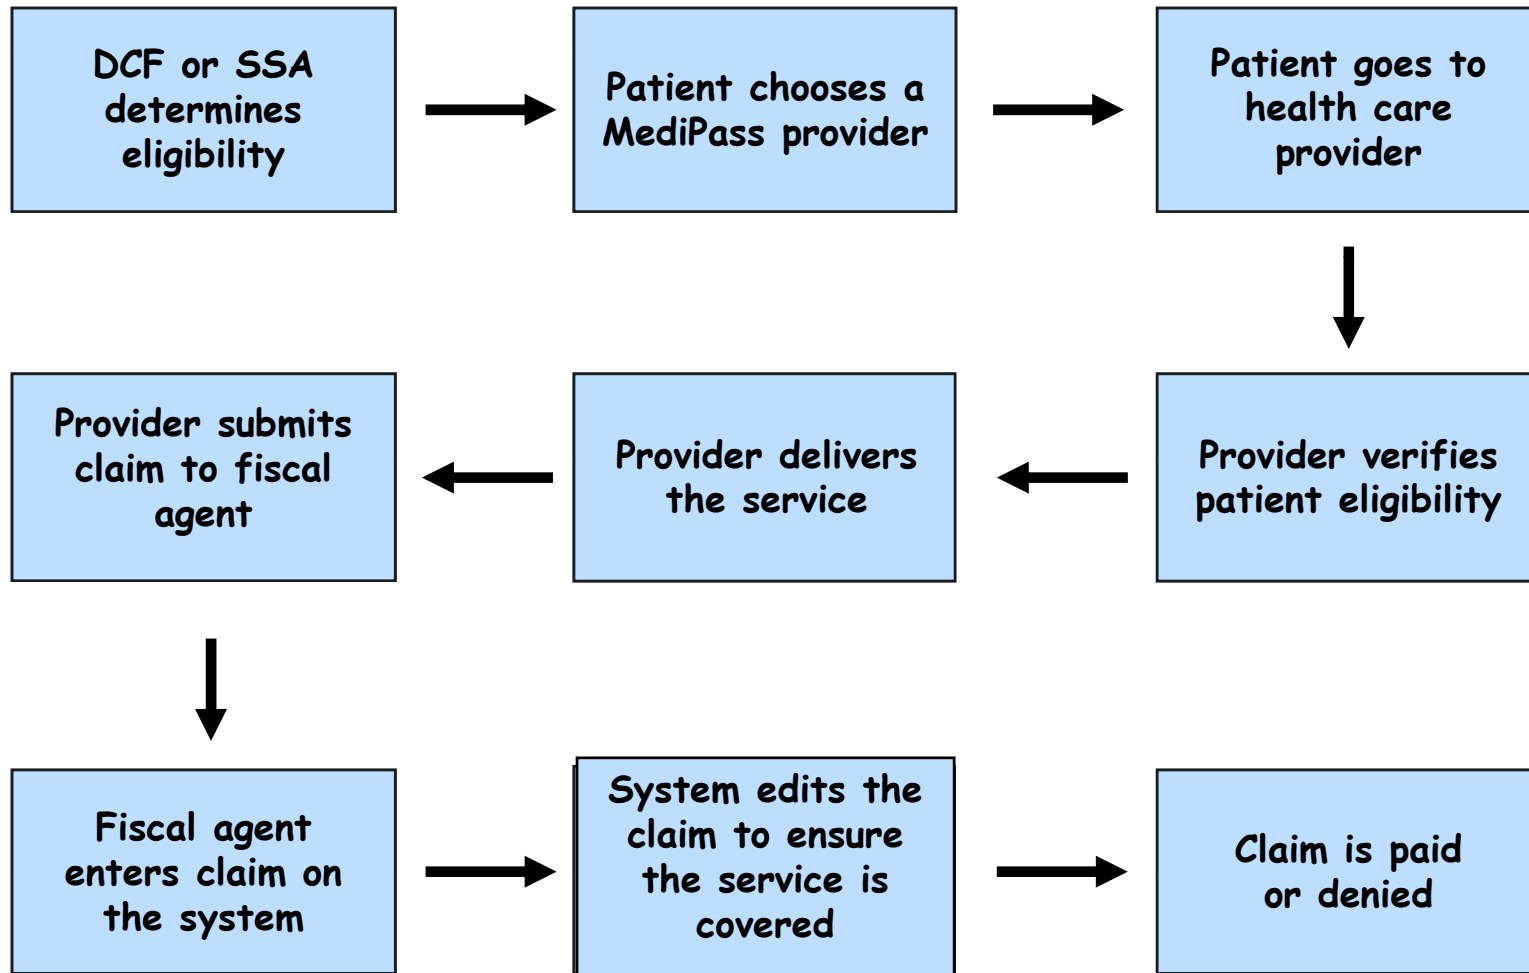 DCF or SSA
determines
eligibility
Patient chooses a
MediPass provider
Patient goes to
health care
provider
Provider verifies
patient eligibility
Provider delivers
the service
Provider submits
claim to fiscal
agent
Fiscal agent
enters claim on
the system
System edits the
claim to ensure
the service is
covered
Claim is paid
or denied